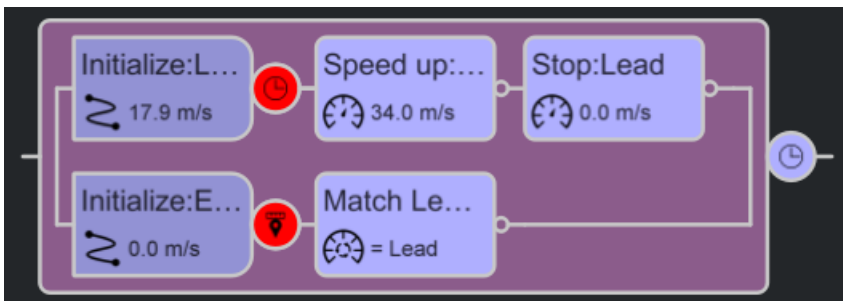 Initialize:L...
17.9 m/s
Speed up:...
34.0 m/s
Stop:Lead
0.0 m/s
Initialize:E...
0.0 m/s
Match Le...
= Lead